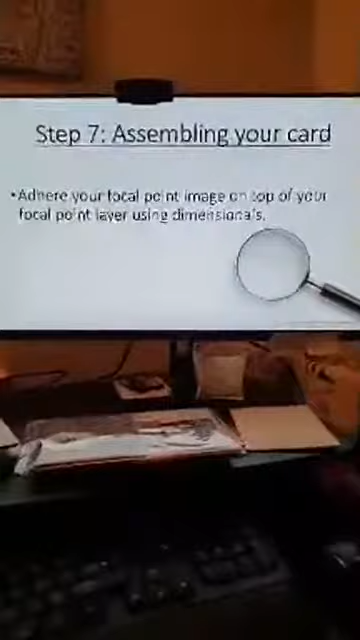 Step 7: Assembling your card
•Adhere your focal point image on top of your
focal point layer using dimensionals.